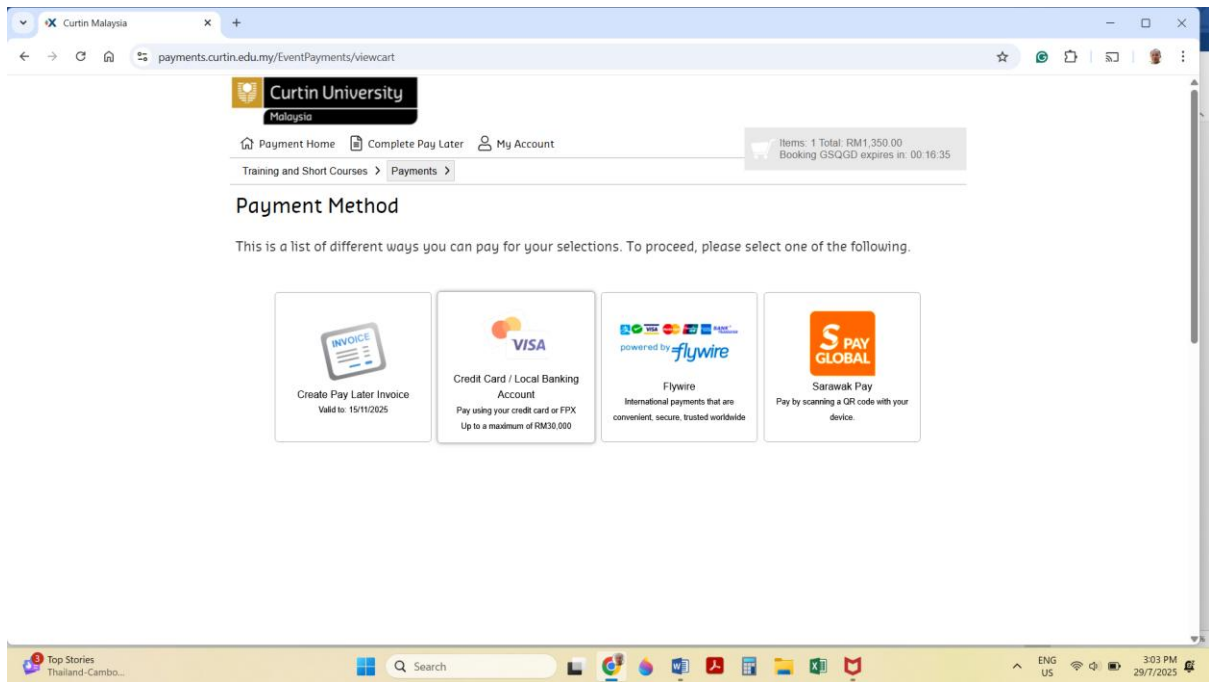 Curtin Malaysia
payments.curtin.edu.my/EventPayments/viewcart
Curtin University
Malaysia
Payment Home Complete Pay Later My Account
Items: 1 Total: RM1,350.00
Booking GSQGD expires in: 00:16:35
Training and Short Courses > Payments >
Payment Method
This is a list of different ways you can pay for your selections. To proceed, please select one of the following.
INVOICE
Create Pay Later Invoice
Valid to: 15/11/2025
VISA
Credit Card / Local Banking
Account
Pay using your credit card or FPX
Up to a maximum of RM30,000
VISA
powered by flywire
Flywire
International payments that are
convenient, secure, trusted worldwide
S PAY
GLOBAL
Sarawak Pay
Pay by scanning a QR code with your
device.
3
Top Stories
Thailand-Cambo...
Search
ENG
US
3:03 PM
29/7/2025